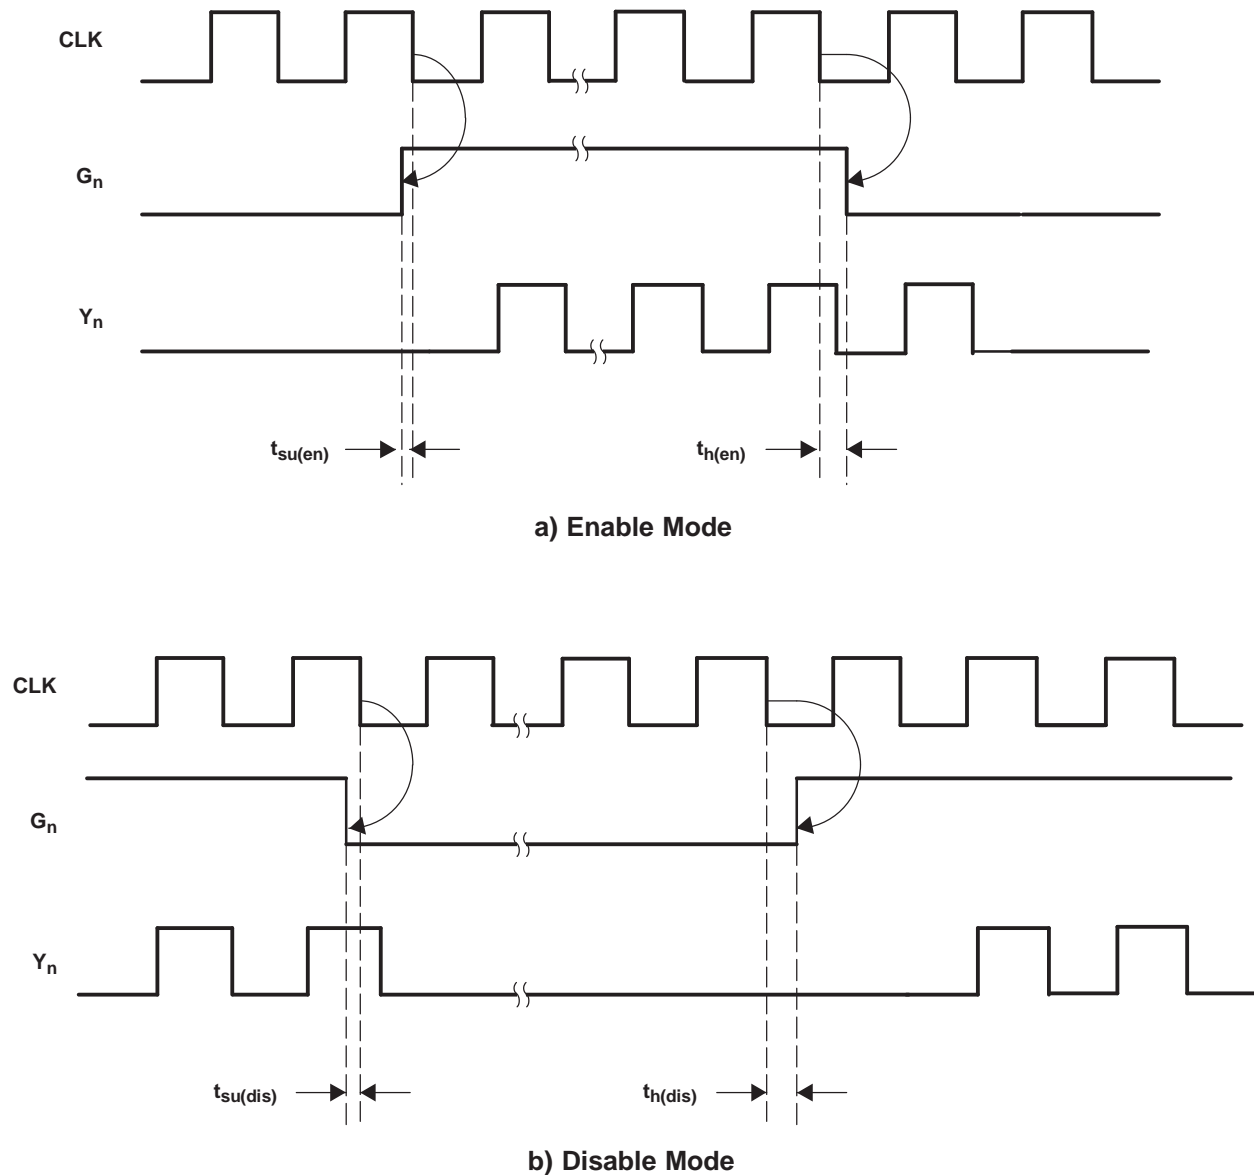 CLK
Gn
Yn
tsu(en)
th(en)
a) Enable Mode
CLK
Gn
Yn
tsu(dis)
th(dis)
b) Disable Mode